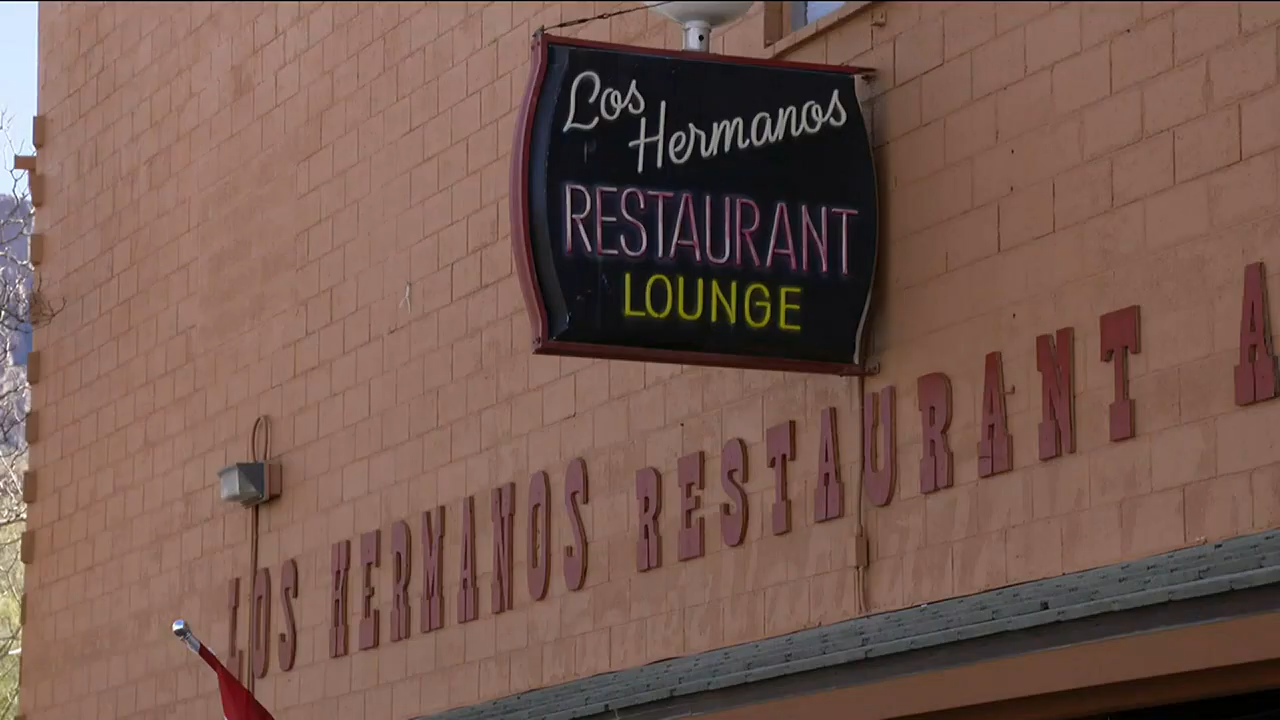 Los
Hermanos
RESTAURANT
LOUNGE
LOS HERMANOS RESTAURANT A